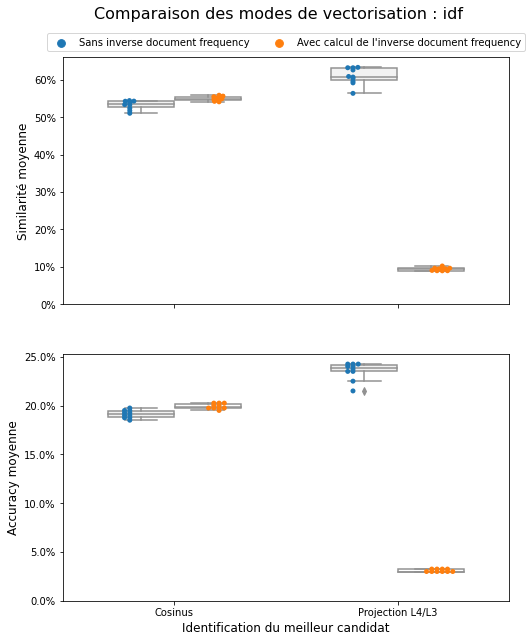 Comparaison des modes de vectorisation : idf
Sans inverse document frequency
Avec calcul de l'inverse document frequency
60%
50%
40%
30%
20%
10%
0%
Similarité moyenne
25.0%
20.0%
15.0%
10.0%
5.0%
0.0%
Accuracy moyenne
Cosinus
Projection L4/L3
Identification du meilleur candidat